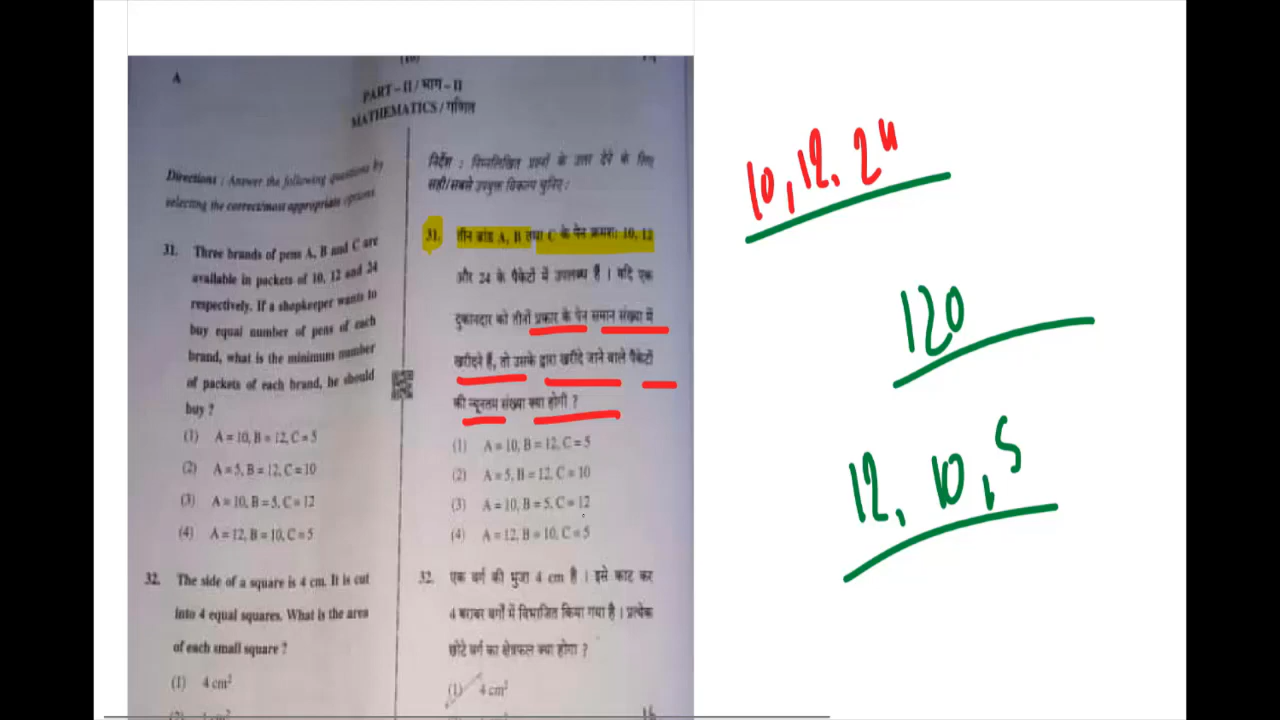 A
PART – II / भाग – II
MATHEMATICS / गणित
Directions : Answer the following questions by
selecting the correct/most appropriate options.
31. Three brands of pens A, B and C are
available in packets of 10, 12 and 24
respectively. If a shopkeeper wants to
buy equal number of pens of each
brand, what is the minimum number
of packets of each brand, he should
buy ?
(1) A = 10, B = 12, C = 5
(2) A = 5, B = 12, C = 10
(3) A = 10, B = 5, C = 12
(4) A = 12, B = 10, C = 5
32. The side of a square is 4 cm. It is cut
into 4 equal squares. What is the area
of each small square ?
(1) 4 cm²
निर्देश : निम्नलिखित प्रश्नों के उत्तर देने के लिए
सही/सबसे उपयुक्त विकल्प चुनिए :
31. तीन ब्रांड A, B तथा C के पेन क्रमशः 10, 12
और 24 के पैकेटों में उपलब्ध हैं । यदि एक
दुकानदार को तीनों प्रकार के पेन समान संख्या में
खरीदने हैं, तो उसके द्वारा खरीदे जाने वाले पैकेटों
की न्यूनतम संख्या क्या होगी ?
(1) A = 10, B = 12, C = 5
(2) A = 5, B = 12, C = 10
(3) A = 10, B = 5, C = 12
(4) A = 12, B = 10, C = 5
32. एक वर्ग की भुजा 4 cm है । इसे काट कर
4 बराबर वर्गों में विभाजित किया गया है । प्रत्येक
छोटे वर्ग का क्षेत्रफल क्या होगा ?
(1) 4 cm²
10, 12, 24
120
12, 10, 5